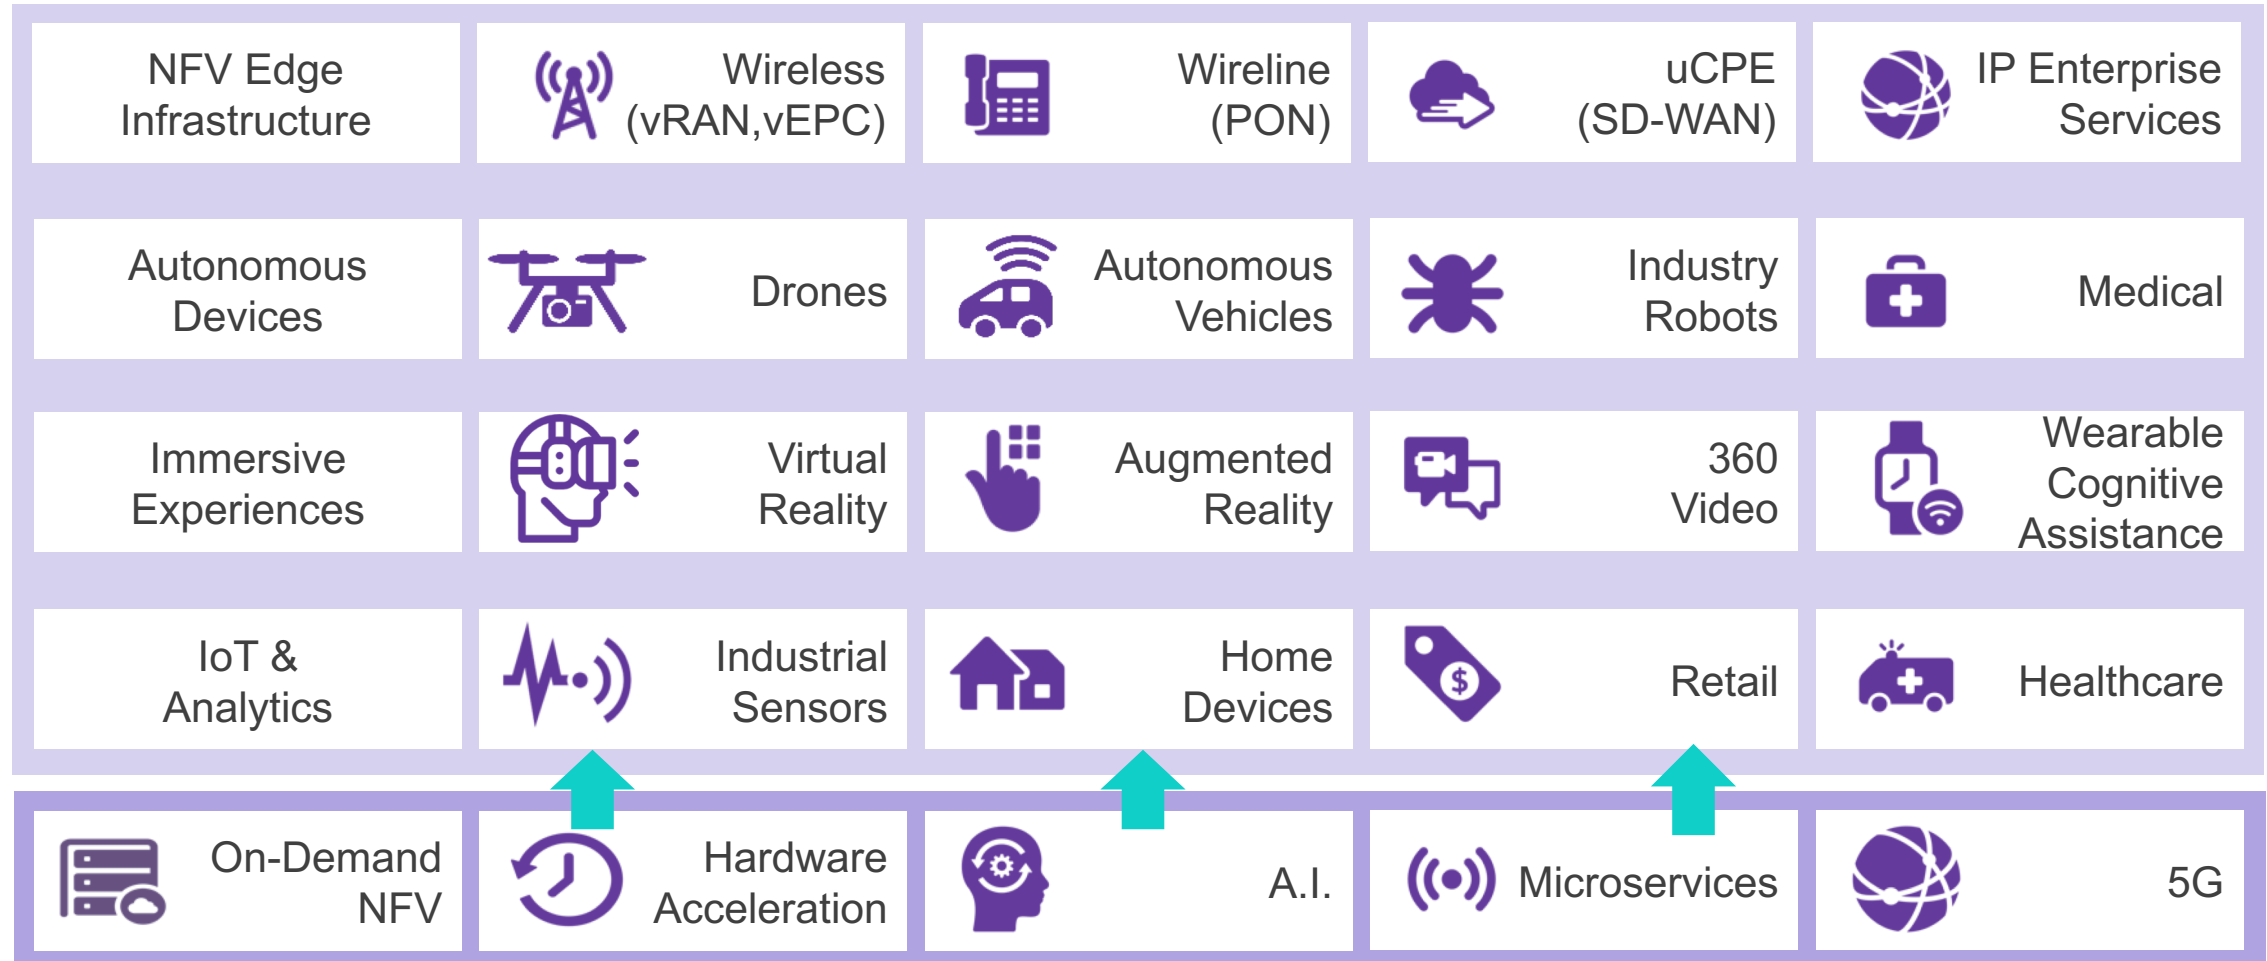 NFV Edge
Infrastructure
Wireless
(vRAN,vEPC)
Wireline
(PON)
uCPE
(SD-WAN)
IP Enterprise
Services
Autonomous
Devices
Drones
Autonomous
Vehicles
Industry
Robots
Medical
Immersive
Experiences
Virtual
Reality
Augmented
Reality
360
Video
Wearable
Cognitive
Assistance
IoT &
Analytics
Industrial
Sensors
Home
Devices
$
Retail
Healthcare
On-Demand
NFV
Hardware
Acceleration
A.I.
Microservices
5G